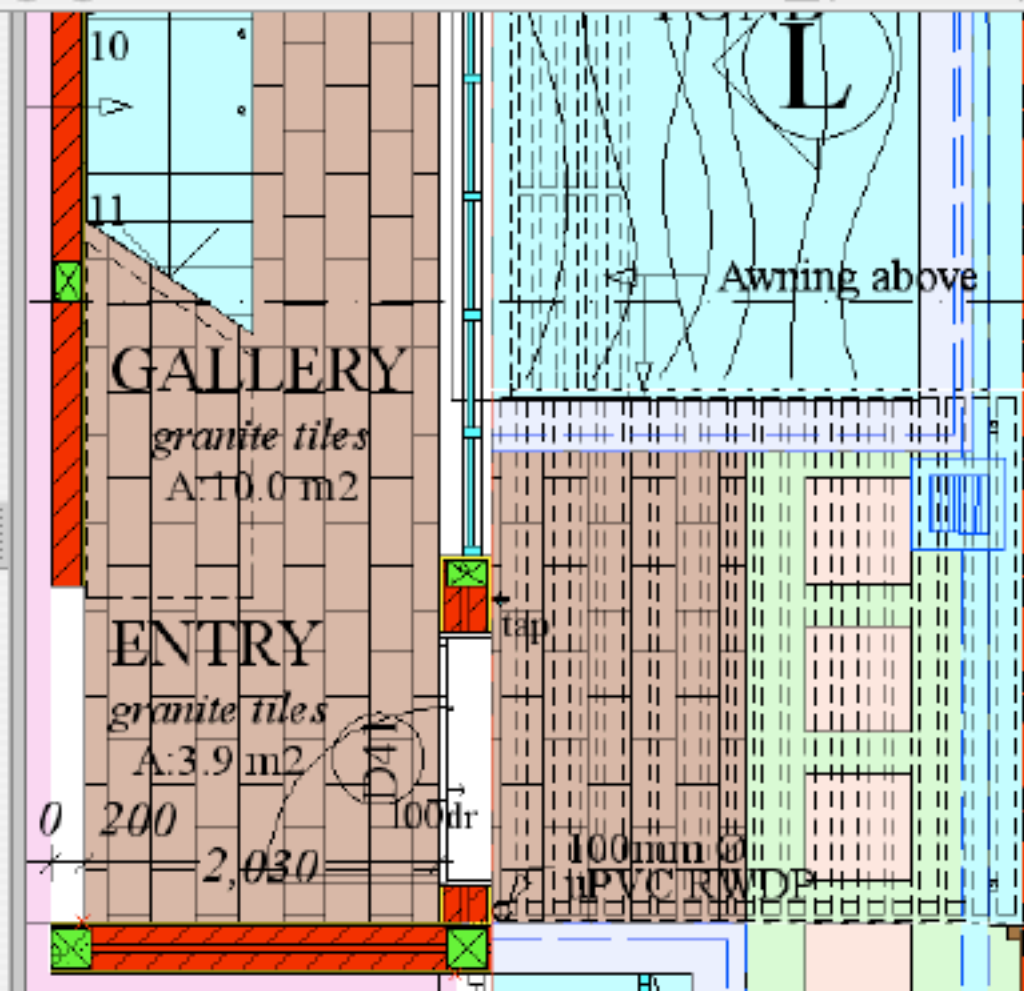 10
L
11
Awning above
GALLERY
granite tiles
A:10.0 m2
tap
ENTRY
granite tiles
A:3.9 m2
D41
0 200
100dr
2,030
100mm Ø
uPVC RWDP